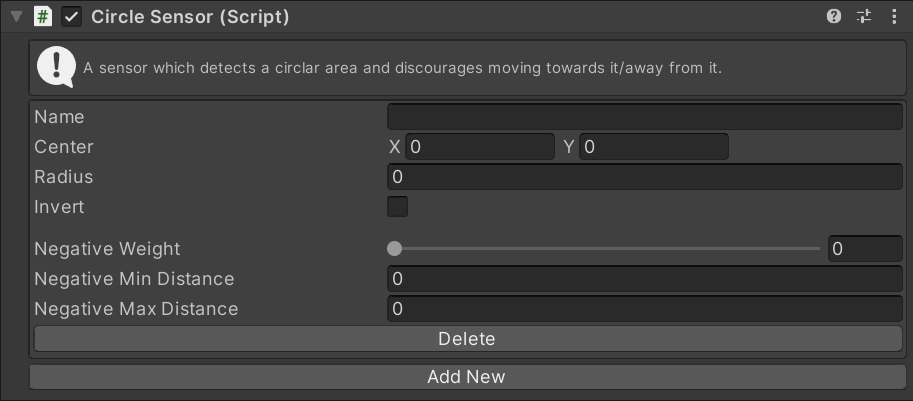 Circle Sensor (Script)
A sensor which detects a circlar area and discourages moving towards it/away from it.
Name
Center X 0 Y 0
Radius 0
Invert
Negative Weight 0
Negative Min Distance 0
Negative Max Distance 0
Delete
Add New